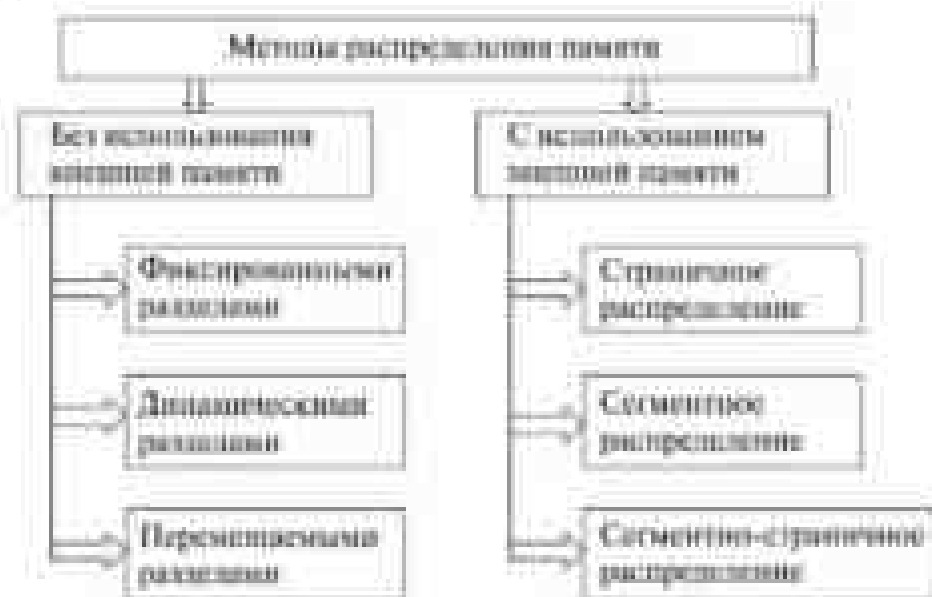 Методы распределения памяти
Без использования
внешней памяти
С использованием
внешней памяти
Фиксированными
разделами
Динамическими
разделами
Перемещаемыми
разделами
Страничное
распределение
Сегментное
распределение
Сегментно-страничное
распределение